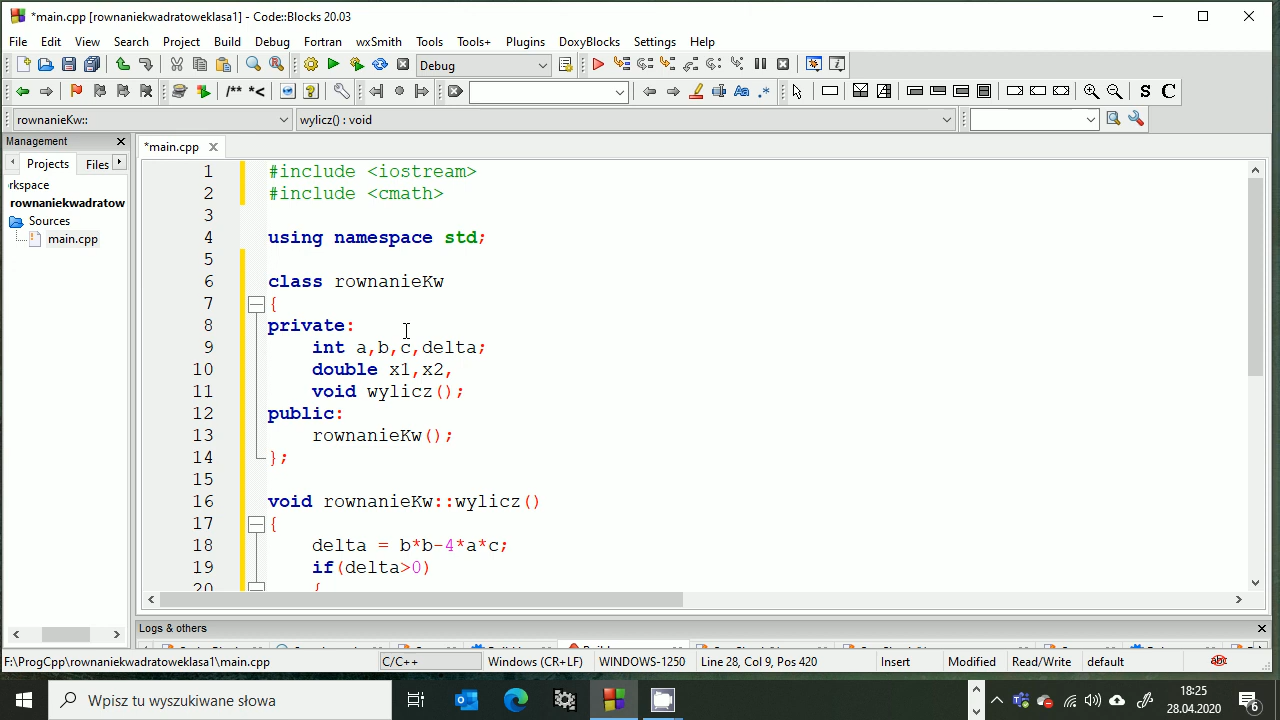 *main.cpp [rownaniekwadratoweklasa1] - Code::Blocks 20.03
File Edit View Search Project Build Debug Fortran wxSmith Tools Tools+ Plugins DoxyBlocks Settings Help
Debug
/** *<
S C
rownanieKw:: wylicz() : void
Management
*main.cpp
Projects Files
rkspace
rownaniekwadratow
Sources
main.cpp
1 #include <iostream>
2 #include <cmath>
3
4 using namespace std;
5
6 class rownanieKw
7 {
8 private:
9 int a,b,c,delta;
10 double x1,x2,
11 void wylicz();
12 public:
13 rownanieKw();
14 };
15
16 void rownanieKw::wylicz()
17 {
18 delta = b*b-4*a*c;
19 if(delta>0)
20 {
Logs & others
F:\ProgCpp\rownaniekwadratoweklasa1\main.cpp C/C++ Windows (CR+LF) WINDOWS-1250 Line 28, Col 9, Pos 420 Insert Modified Read/Write default
Wpisz tu wyszukiwane słowa
18:25
28.04.2020
6